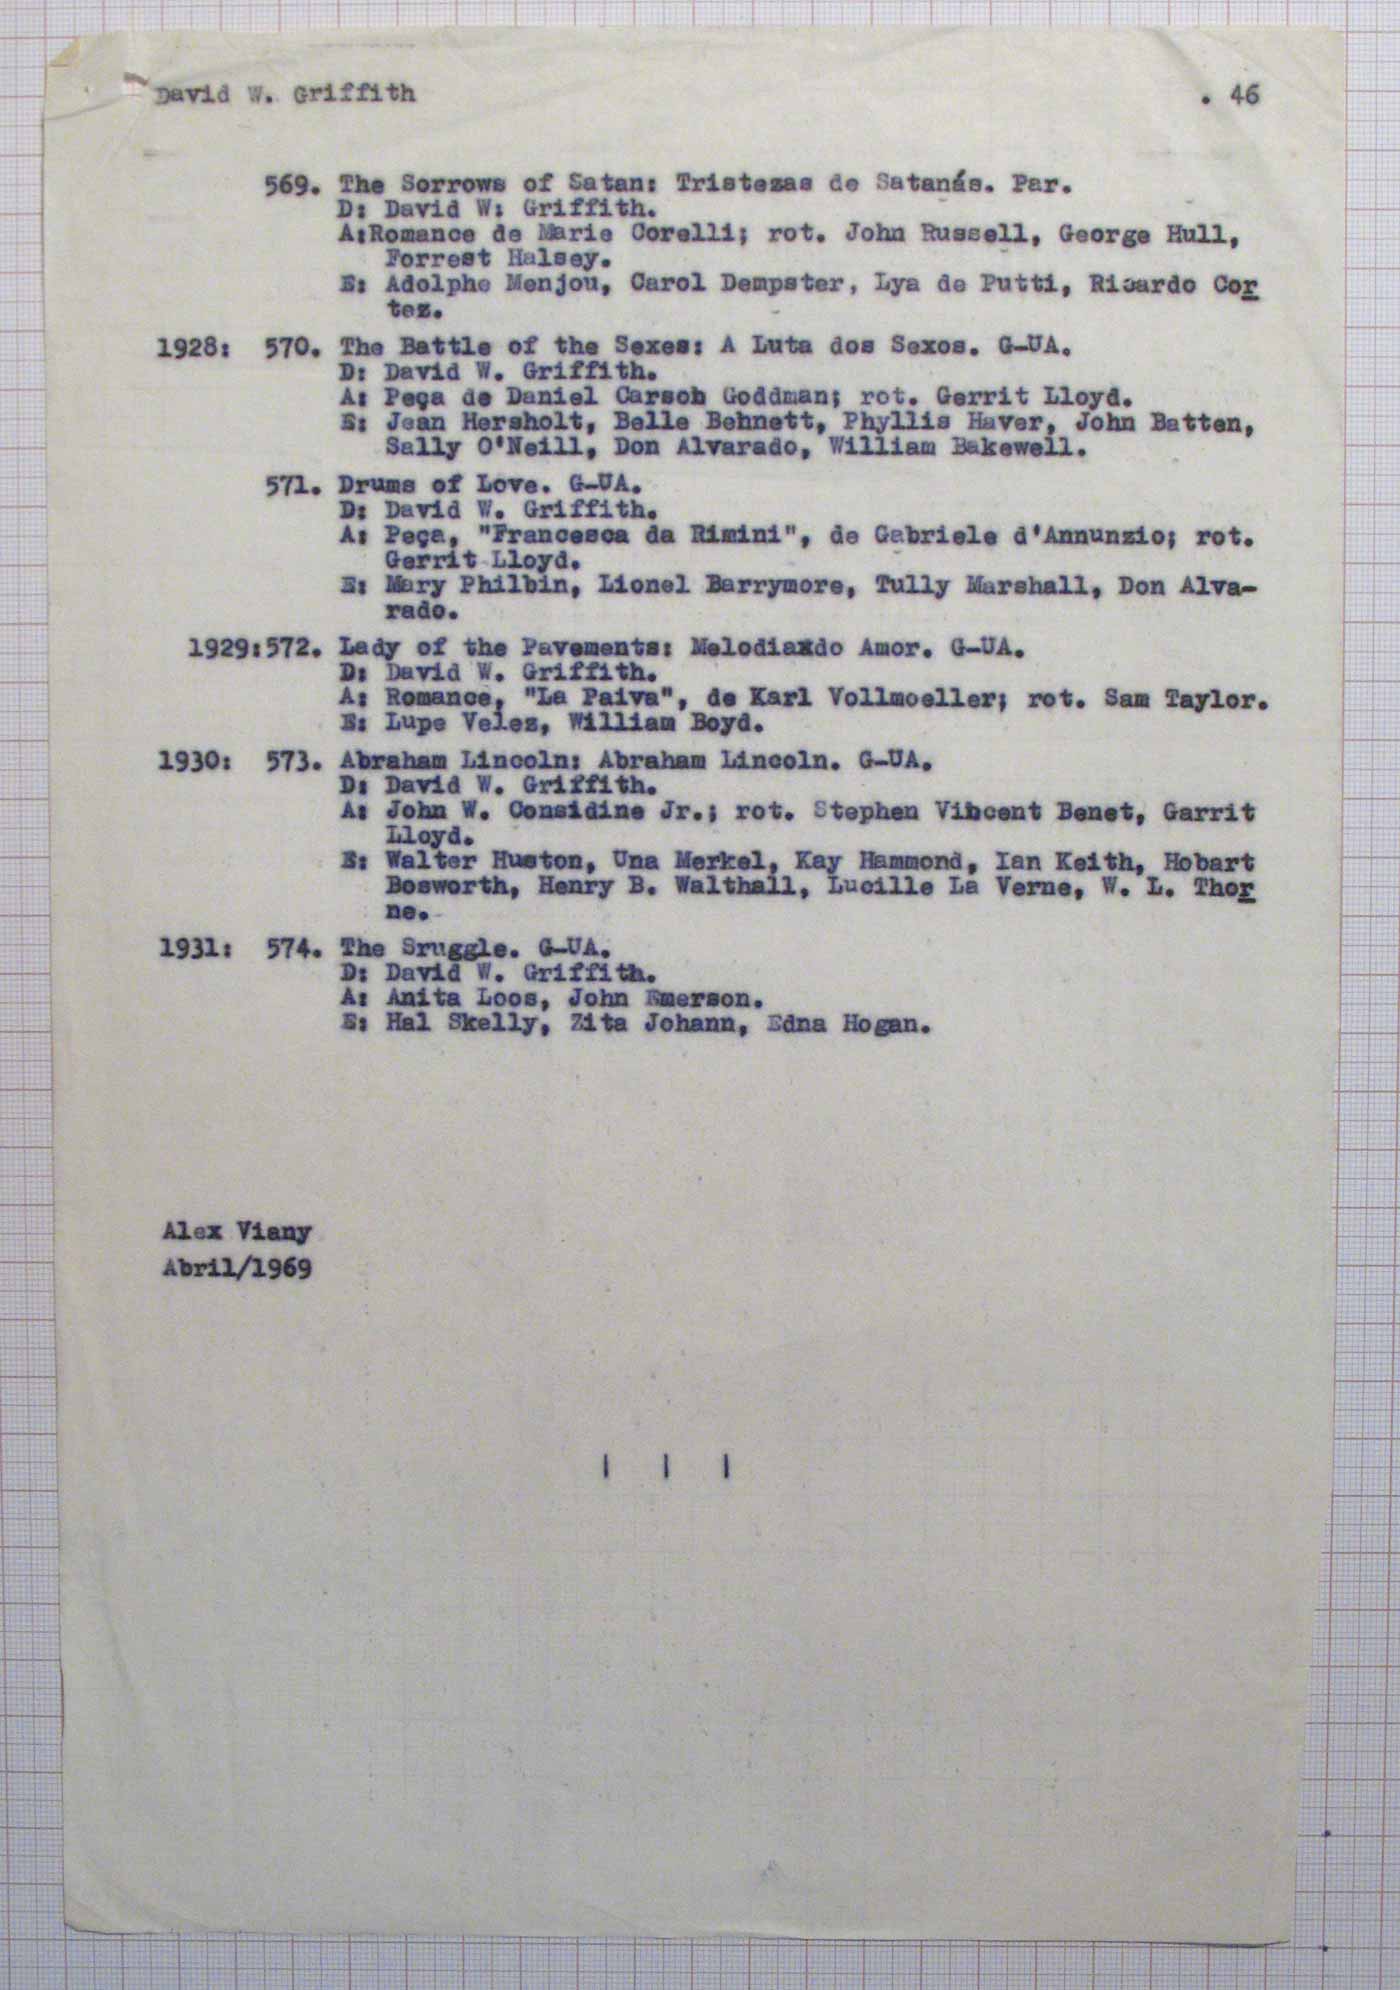 David W. Griffith . 46
569. The Sorrows of Satan: Tristezas de Satanás. Par.
D: David W: Griffith.
A:Romance de Marie Corelli; rot. John Russell, George Hull,
Forrest Halsey.
E: Adolphe Menjou, Carol Dempster, Lya de Putti, Ricardo Cor
tez.
1928: 570. The Battle of the Sexes: A Luta dos Sexos. G-UA.
D: David W. Griffith.
A: Peça de Daniel Carsoh Goddman; rot. Gerrit Lloyd.
E: Jean Hersholt, Belle Behnett, Phyllis Haver, John Batten,
Sally O'Neill, Don Alvarado, William Bakewell.
571. Drums of Love. G-UA.
D: David W. Griffith.
A: Peça, "Francesca da Rimini", de Gabriele d'Annunzio; rot.
Gerrit Lloyd.
E: Mary Philbin, Lionel Barrymore, Tully Marshall, Don Alva-
rado.
1929:572. Lady of the Pavements: Melodiaxdo Amor. G-UA.
D: David W. Griffith.
A: Romance, "La Paiva", de Karl Vollmoeller; rot. Sam Taylor.
E: Lupe Velez, William Boyd.
1930: 573. Abraham Lincoln: Abraham Lincoln. G-UA.
D: David W. Griffith.
A: John W. Considine Jr.; rot. Stephen Vihcent Benet, Garrit
Lloyd.
E: Walter Huston, Una Merkel, Kay Hammond, Ian Keith, Hobart
Bosworth, Henry B. Walthall, Lucille La Verne, W. L. Thor
ne.
1931: 574. The Sruggle. G-UA.
D: David W. Griffith.
A: Anita Loos, John Emerson.
E: Hal Skelly, Zita Johann, Edna Hogan.
Alex Viany
Abril/1969